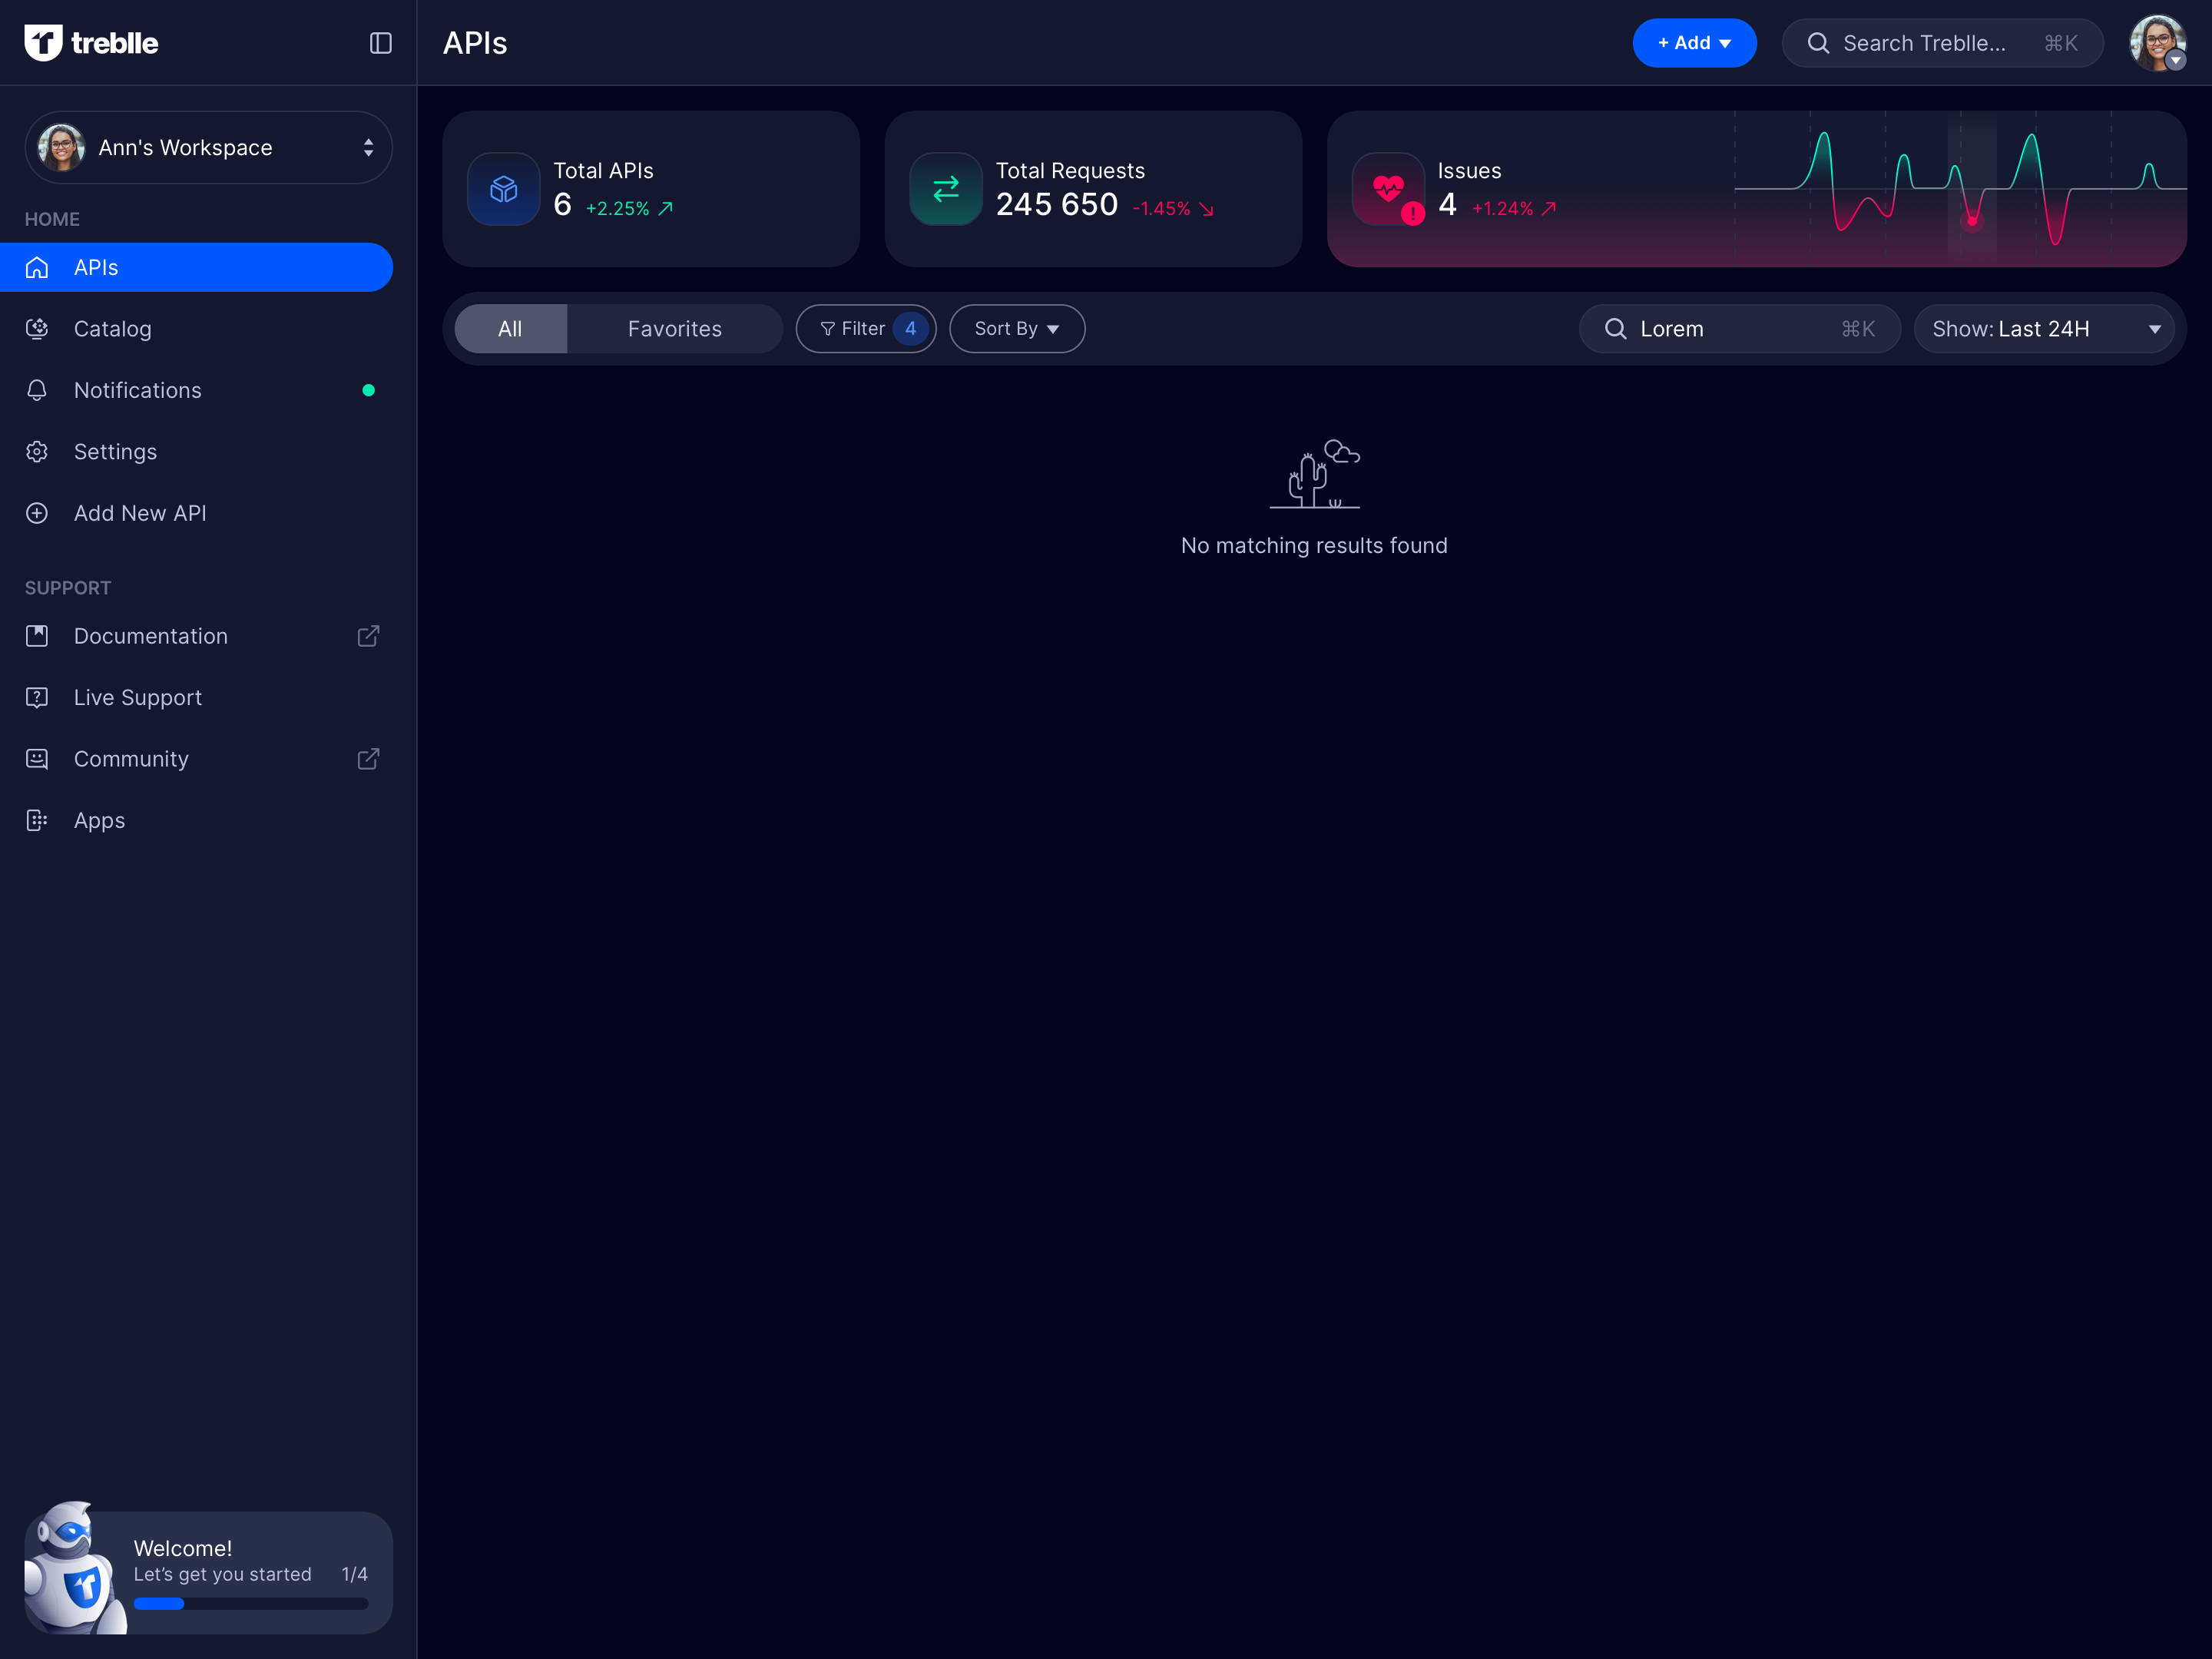 treblle
APIs
+ Add
Search Treblle...
⌘K
Ann's Workspace
HOME
APIs
Catalog
Notifications
Settings
Add New API
SUPPORT
Documentation
Live Support
Community
Apps
Welcome!
Let's get you started
1/4
Total APIs
6 +2.25%
Total Requests
245 650 -1.45%
Issues
4 +1.24%
All
Favorites
Filter 4
Sort By
Lorem
⌘K
Show: Last 24H
No matching results found